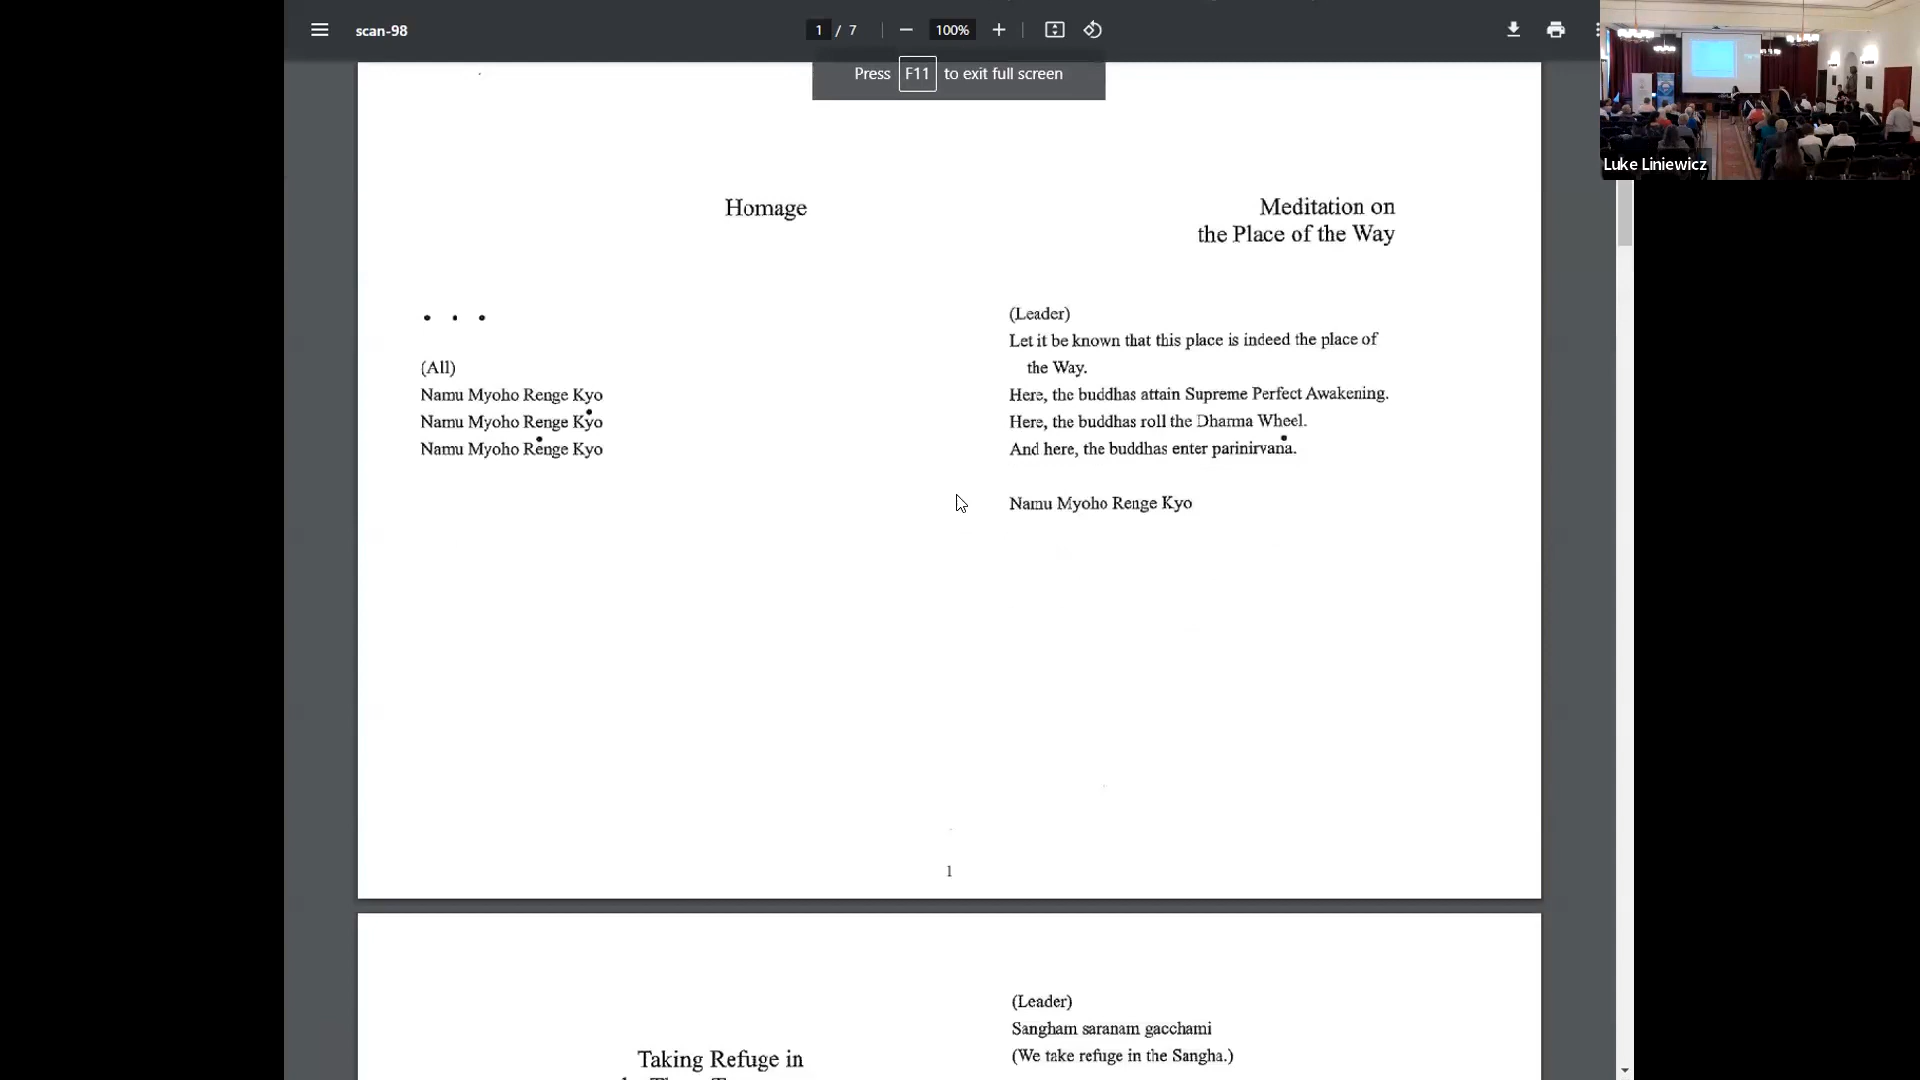 scan-98
1 / 7
100%
Press F11 to exit full screen
Luke Liniewicz
Homage
• • •
(All)
Namu Myoho Renge Kyo
Namu Myoho Renge Kyo
Namu Myoho Renge Kyo
Meditation on
the Place of the Way
(Leader)
Let it be known that this place is indeed the place of
the Way.
Here, the buddhas attain Supreme Perfect Awakening.
Here, the buddhas roll the Dharma Wheel.
And here, the buddhas enter parinirvana.
Namu Myoho Renge Kyo
1
Taking Refuge in
(Leader)
Sangham saranam gacchami
(We take refuge in the Sangha.)